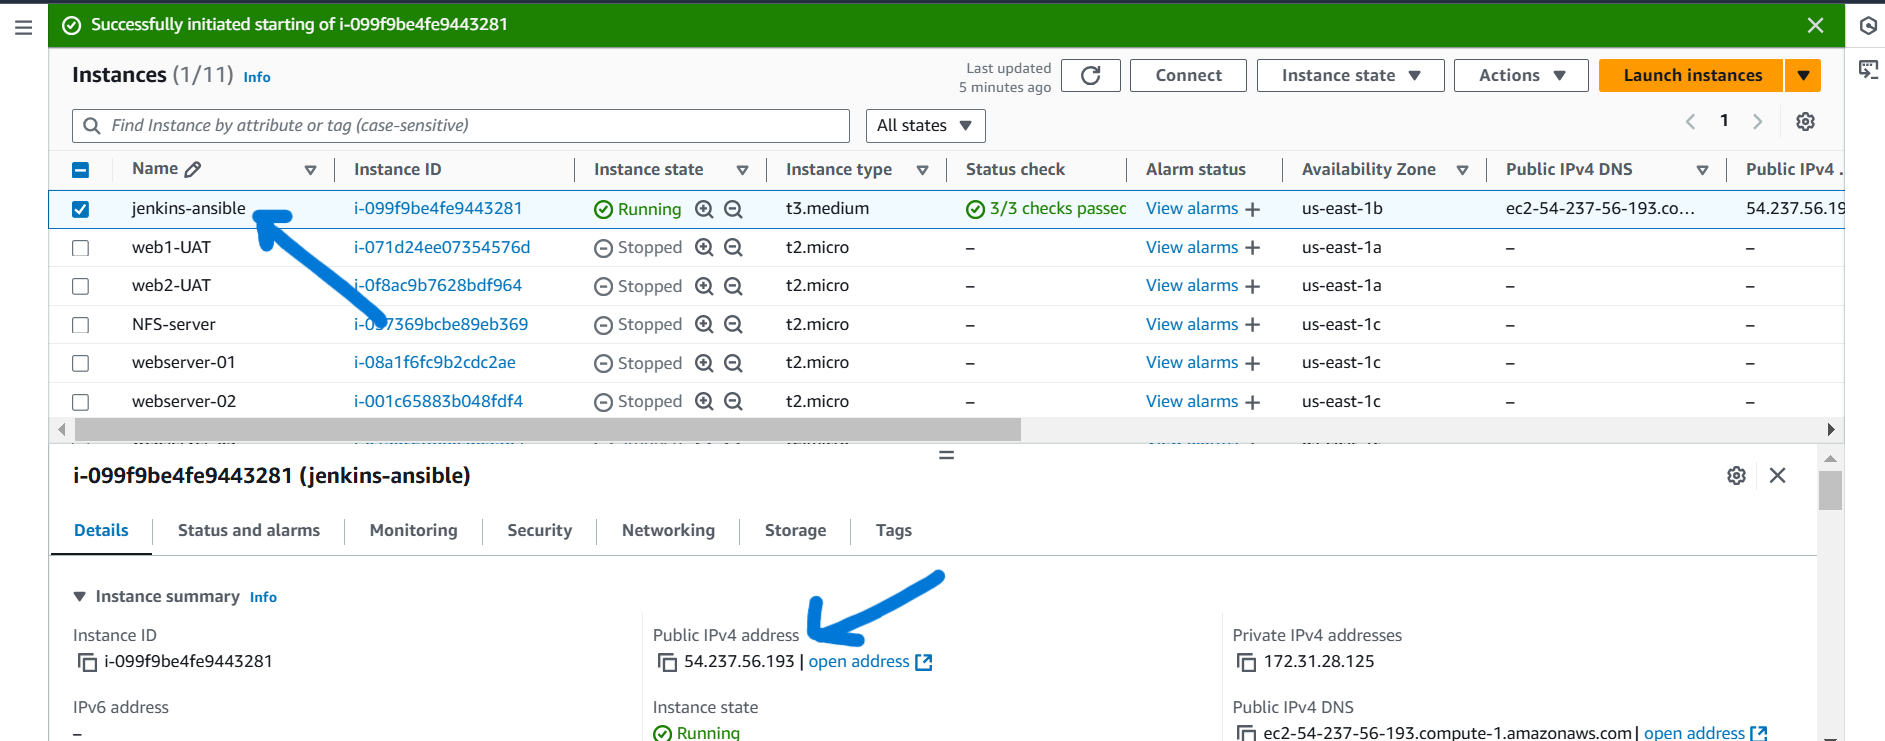 Successfully initiated starting of i-099f9be4fe9443281
Instances (1/11) Info
Last updated
5 minutes ago
Connect
Instance state
Actions
Launch instances
Find Instance by attribute or tag (case-sensitive)
All states
1
Name Instance ID Instance state Instance type Status check Alarm status Availability Zone Public IPv4 DNS Public IPv4 ...
jenkins-ansible i-099f9be4fe9443281 Running t3.medium 3/3 checks passed View alarms + us-east-1b ec2-54-237-56-193.co... 54.237.56.19
web1-UAT i-071d24ee07354576d Stopped t2.micro – View alarms + us-east-1a – –
web2-UAT i-0f8ac9b7628bdf964 Stopped t2.micro – View alarms + us-east-1a – –
NFS-server Stopped t2.micro – View alarms + us-east-1c – –
webserver-01 i-08a1f6fc9b2cdc2ae Stopped t2.micro – View alarms + us-east-1c – –
webserver-02 i-001c65883b048fdf4 Stopped t2.micro – View alarms + us-east-1c – –
i-099f9be4fe9443281 (jenkins-ansible)
Details Status and alarms Monitoring Security Networking Storage Tags
Instance summary Info
Instance ID
i-099f9be4fe9443281
Public IPv4 address
54.237.56.193 | open address
Private IPv4 addresses
172.31.28.125
IPv6 address
–
Instance state
Running
Public IPv4 DNS
ec2-54-237-56-193.compute-1.amazonaws.com | open address